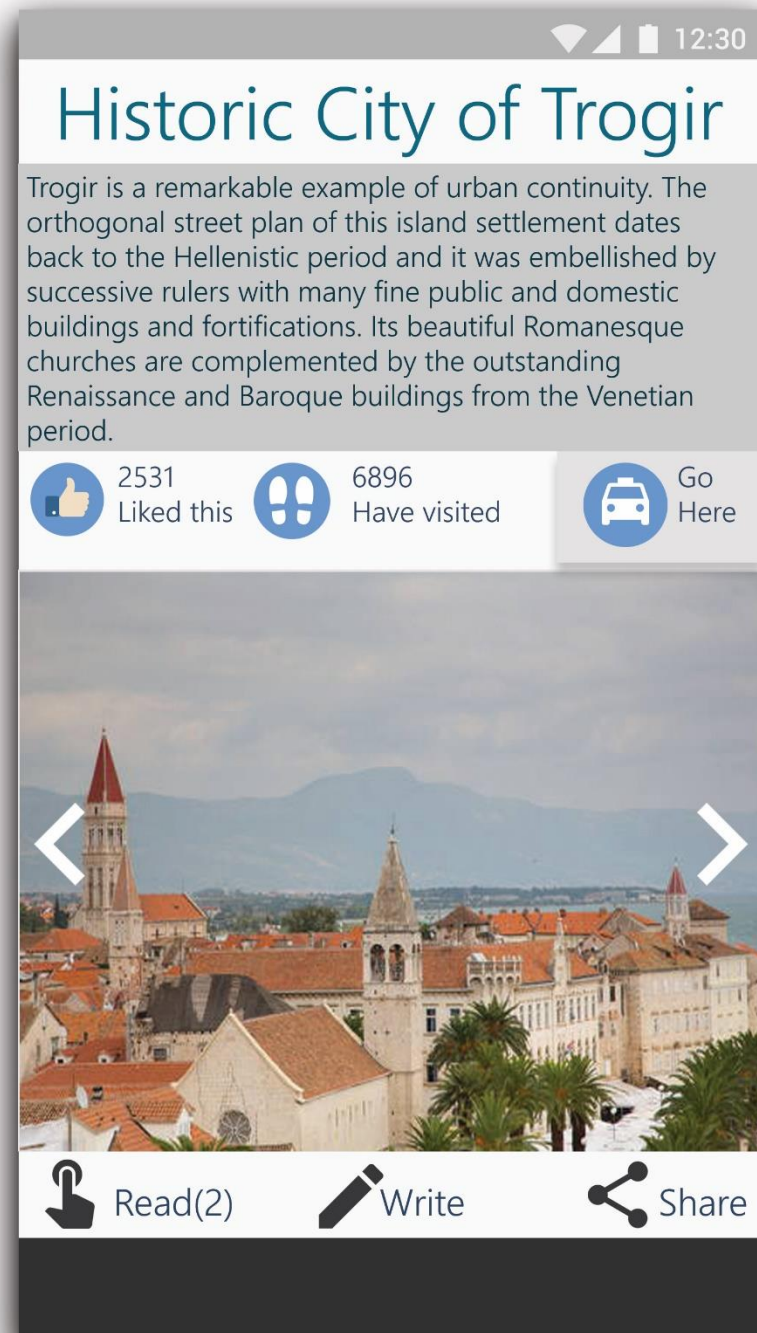 12:30
Historic City of Trogir
Trogir is a remarkable example of urban continuity. The
orthogonal street plan of this island settlement dates
back to the Hellenistic period and it was embellished by
successive rulers with many fine public and domestic
buildings and fortifications. Its beautiful Romanesque
churches are complemented by the outstanding
Renaissance and Baroque buildings from the Venetian
period.
2531
Liked this
6896
Have visited
Go
Here
Read(2)
Write
Share